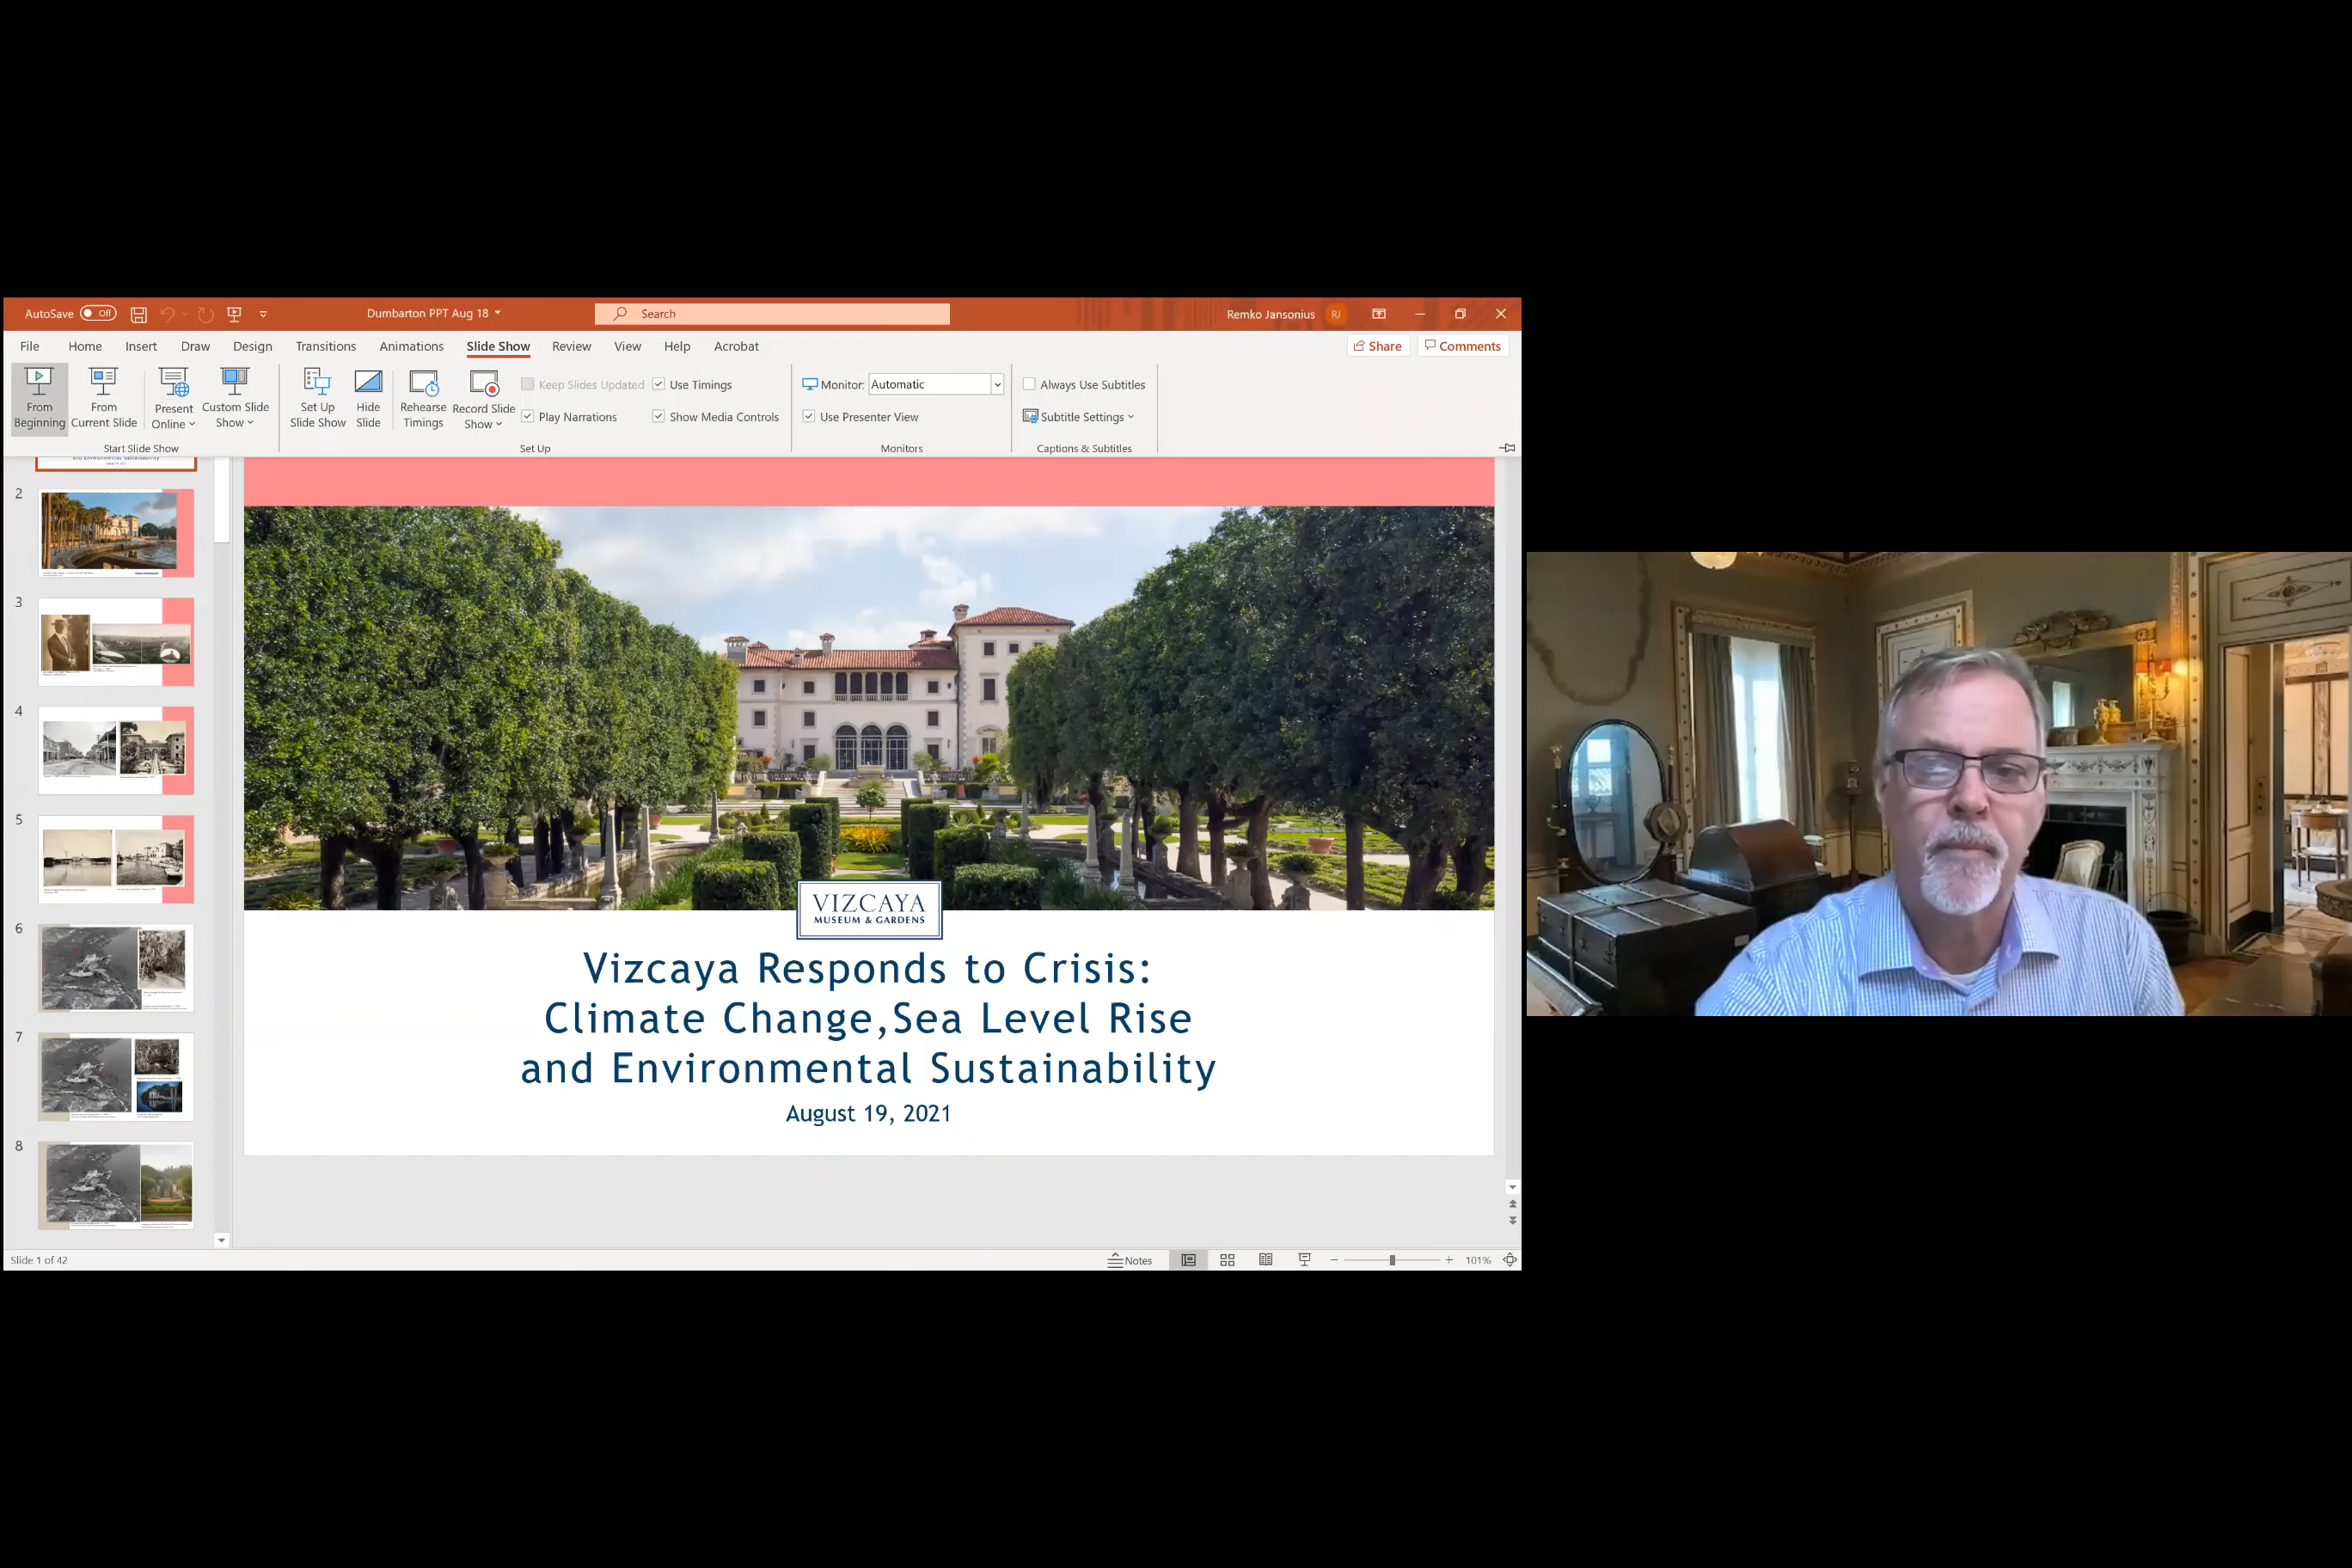 AutoSave Off
Dumbarton PPT Aug 18
Search
Remko Jansonius RJ
File Home Insert Draw Design Transitions Animations Slide Show Review View Help Acrobat
Share Comments
From Beginning
From Current Slide
Present Online
Custom Slide Show
Start Slide Show
Set Up Slide Show
Hide Slide
Rehearse Timings
Record Slide Show
Keep Slides Updated
Play Narrations
Use Timings
Show Media Controls
Set Up
Monitor: Automatic
Use Presenter View
Monitors
Always Use Subtitles
Subtitle Settings
Captions & Subtitles
and Environmental Sustainability
2
3
4
5
6
7
8
VIZCAYA
MUSEUM & GARDENS
Vizcaya Responds to Crisis:
Climate Change,Sea Level Rise
and Environmental Sustainability
August 19, 2021
Slide 1 of 42
Notes
101%